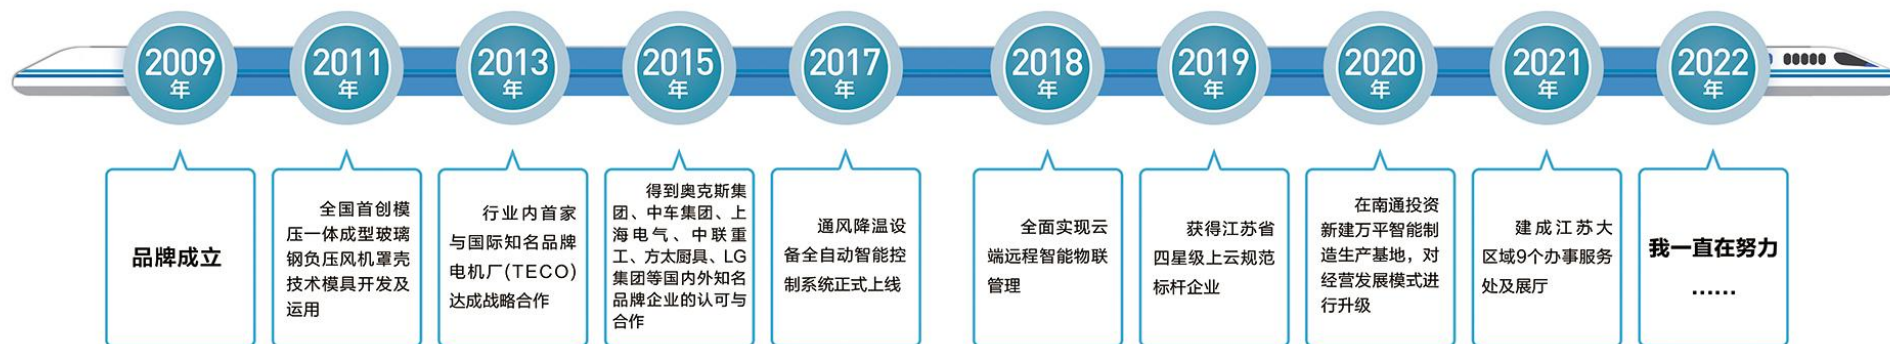 2009
年
品牌成立
2011
年
全国首创模
压一体成型玻璃
钢负压风机罩壳
技术模具开发及
运用
2013
年
行业内首家
与国际知名品牌
电机厂(TECO)
达成战略合作
2015
年
得到奥克斯集
团、中车集团、上
海电气、中联重
工、方太厨具、LG
集团等国内外知名
品牌企业的认可与
合作
2017
年
通风降温设
备全自动智能控
制系统正式上线
2018
年
全面实现云
端远程智能物联
管理
2019
年
获得江苏省
四星级上云规范
标杆企业
2020
年
在南通投资
新建万平智能制
造生产基地，对
经营发展模式进
行升级
2021
年
建成江苏大
区域9个办事服务
处及展厅
2022
年
我一直在努力
……